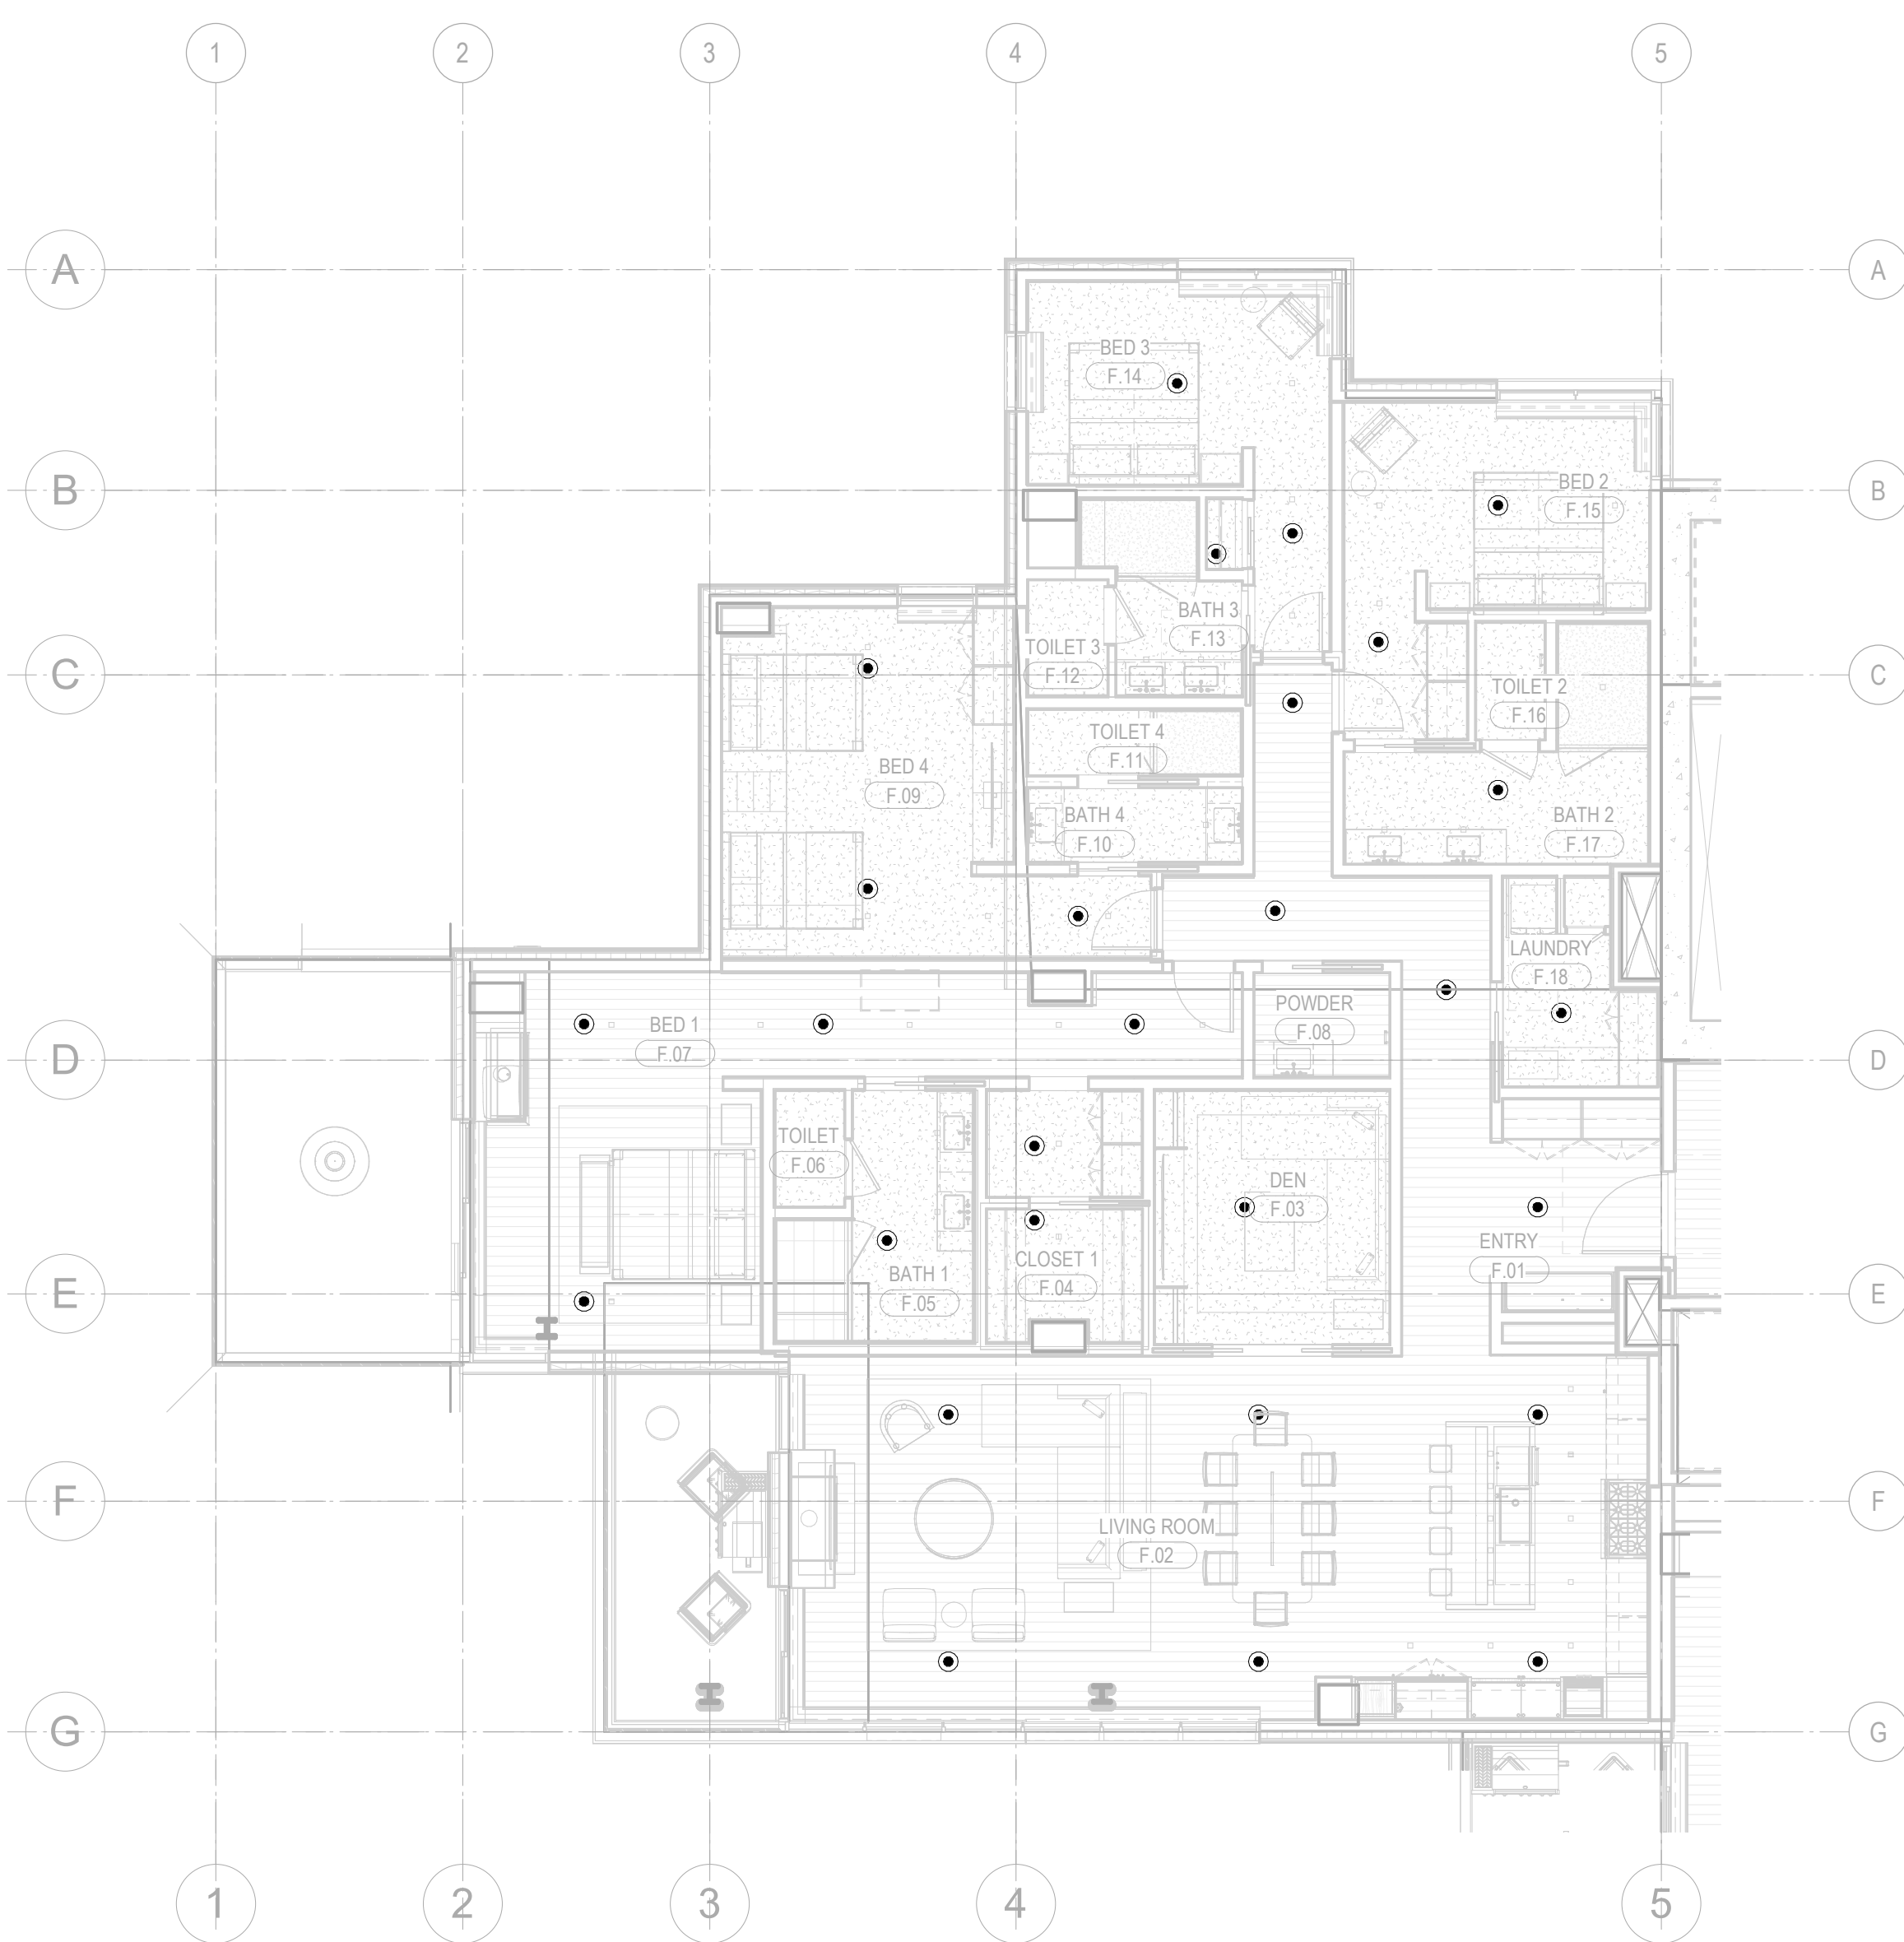 1
2
3
4
5
A
A
BED 3
F.14
B
BED 2
F.15
B
BATH 3
F.13
TOILET 3
F.12
C
TOILET 2
F.16
C
TOILET 4
F.11
BED 4
F.09
BATH 4
F.10
BATH 2
F.17
LAUNDRY
F.18
POWDER
F.08
BED 1
F.07
D
D
TOILET
F.06
DEN
F.03
ENTRY
F.01
CLOSET 1
F.04
BATH 1
F.05
E
E
F
F
LIVING ROOM
F.02
G
G
1
2
3
4
5